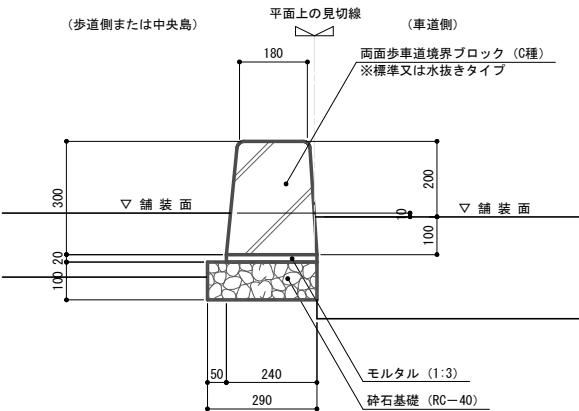 平面上の見切線
(歩道側または中央島)
(車道側)
両面歩車道境界ブロック (C種)
※標準又は水抜きタイプ
180
300
200
▽ 舗 装 面
10
▽ 舗 装 面
100
20
100
50
240
290
モルタル (1:3)
砕石基礎 (RC-40)